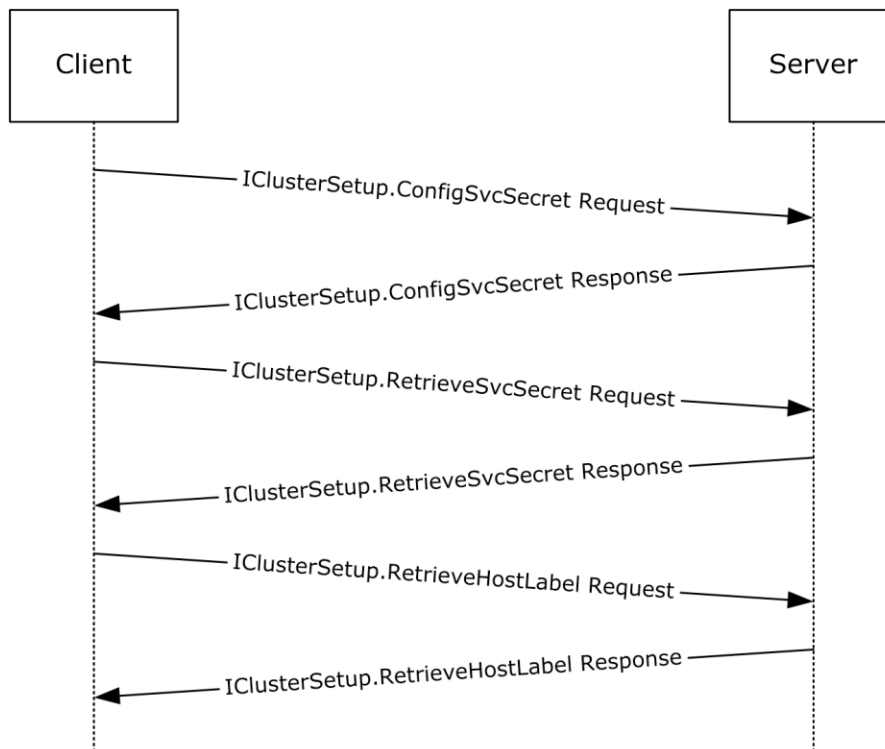 Client
Server
IClusterSetup.ConfigSvcSecret Request
IClusterSetup.ConfigSvcSecret Response
IClusterSetup.RetrieveSvcSecret Request
IClusterSetup.RetrieveSvcSecret Response
IClusterSetup.RetrieveHostLabel Request
IClusterSetup.RetrieveHostLabel Response